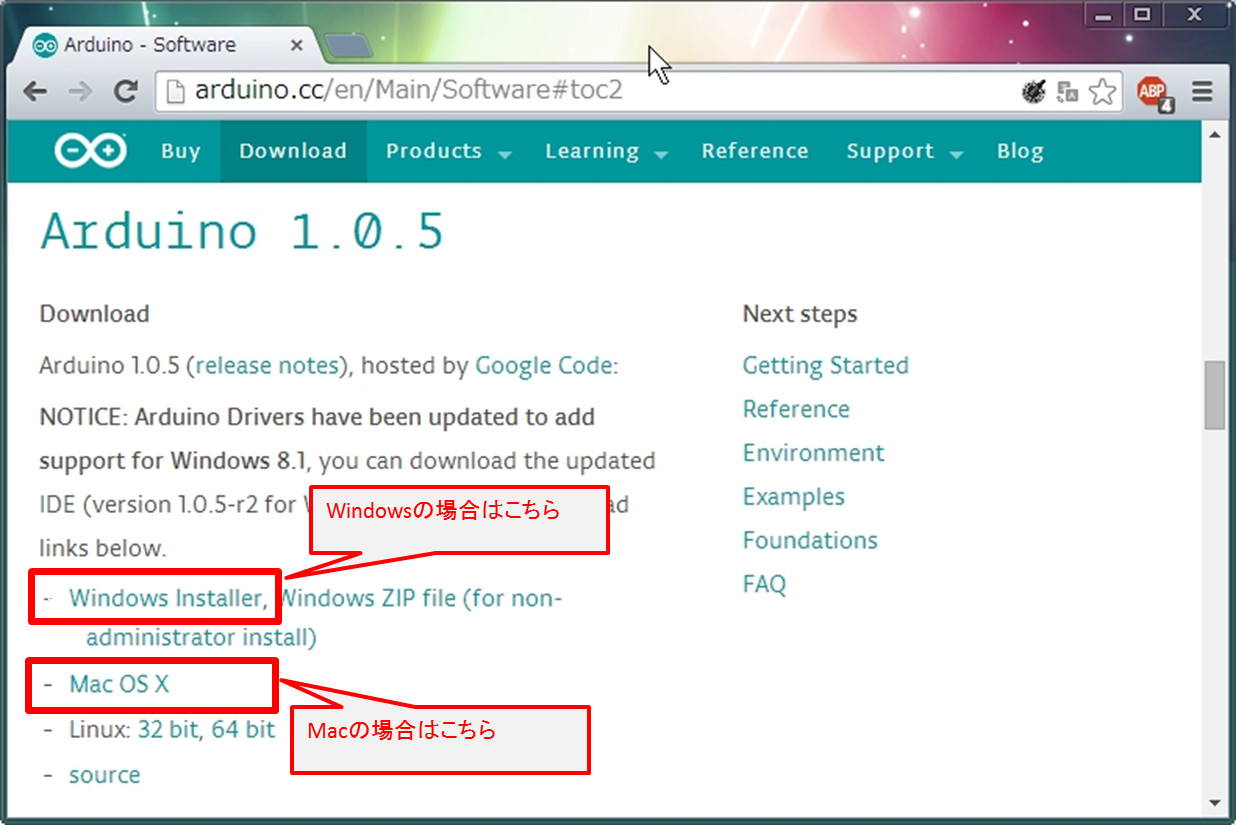 Arduino - Software
arduino.cc/en/Main/Software#toc2
ABP
4
Buy Download Products Learning Reference Support Blog
Arduino 1.0.5
Download
Arduino 1.0.5 (release notes), hosted by Google Code:
NOTICE: Arduino Drivers have been updated to add
support for Windows 8.1, you can download the updated
IDE (version 1.0.5-r2 for
links below.
Windowsの場合はこちら
- Windows Installer, Windows ZIP file (for non-
administrator install)
- Mac OS X
Macの場合はこちら
- Linux: 32 bit, 64 bit
- source
Next steps
Getting Started
Reference
Environment
Examples
Foundations
FAQ